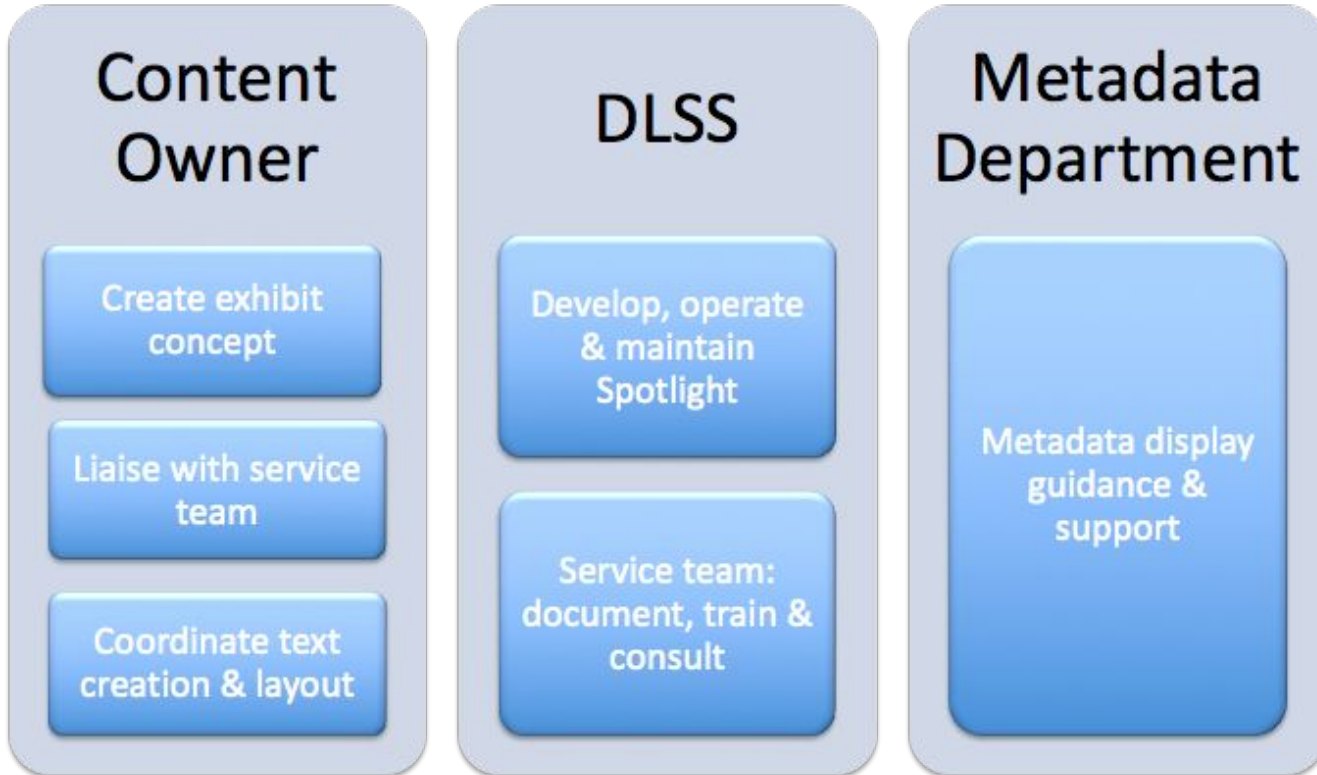 Content
Owner
Create exhibit
concept
Liaise with service
team
Coordinate text
creation & layout
DLSS
Develop, operate
& maintain
Spotlight
Service team:
document, train &
consult
Metadata
Department
Metadata display
guidance &
support